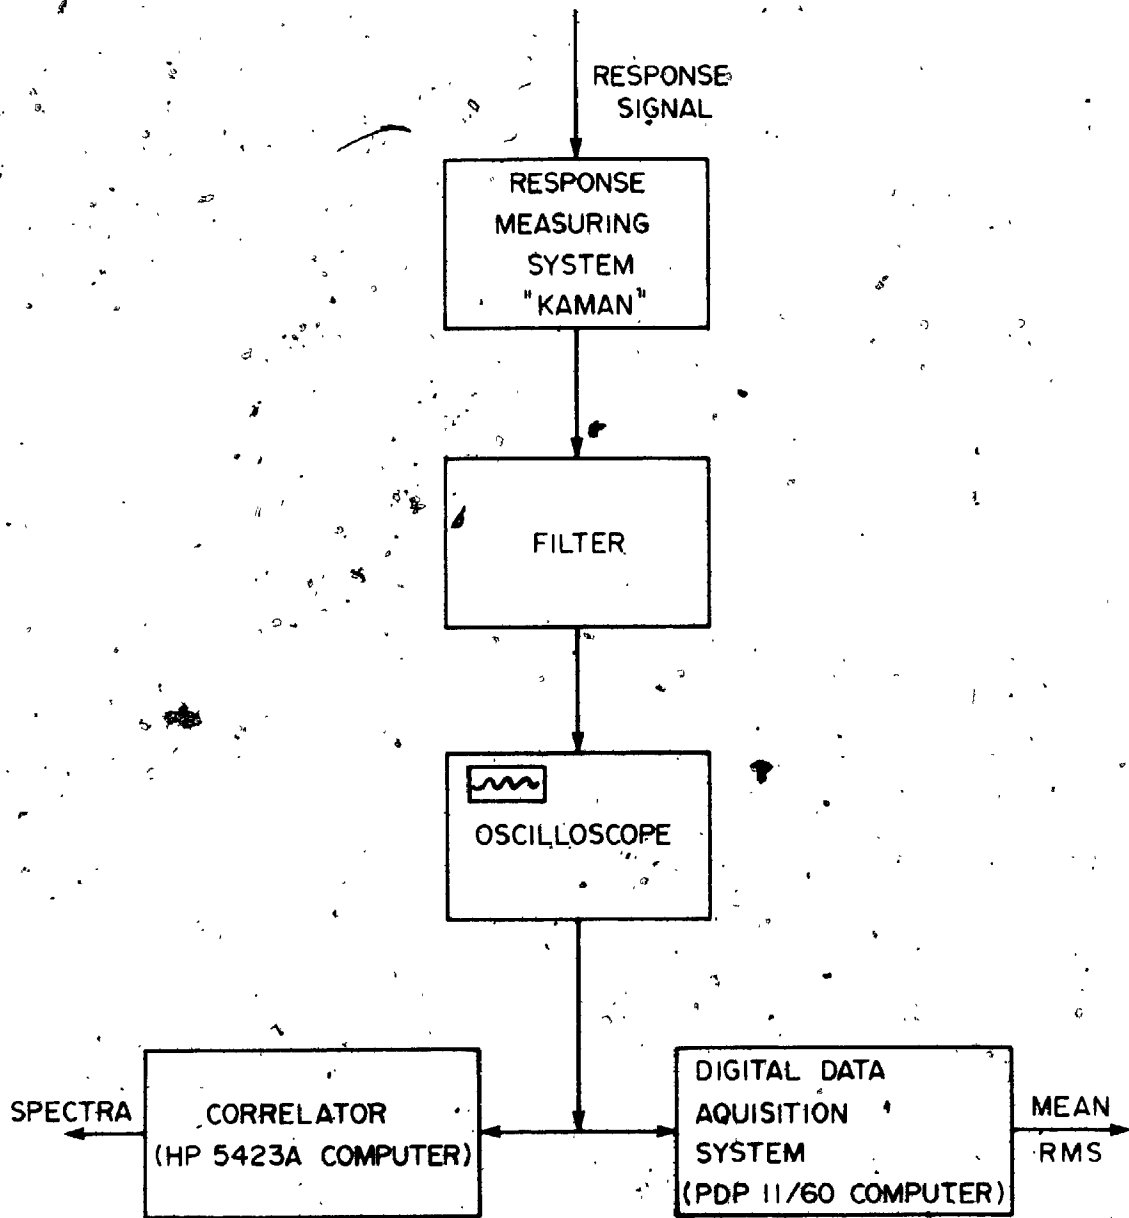 RESPONSE
SIGNAL
RESPONSE
MEASURING
SYSTEM
"KAMAN"
FILTER
OSCILLOSCOPE
SPECTRA
CORRELATOR
(HP 5423A COMPUTER)
DIGITAL DATA
AQUISITION
SYSTEM
(PDP 11/60 COMPUTER)
MEAN
RMS